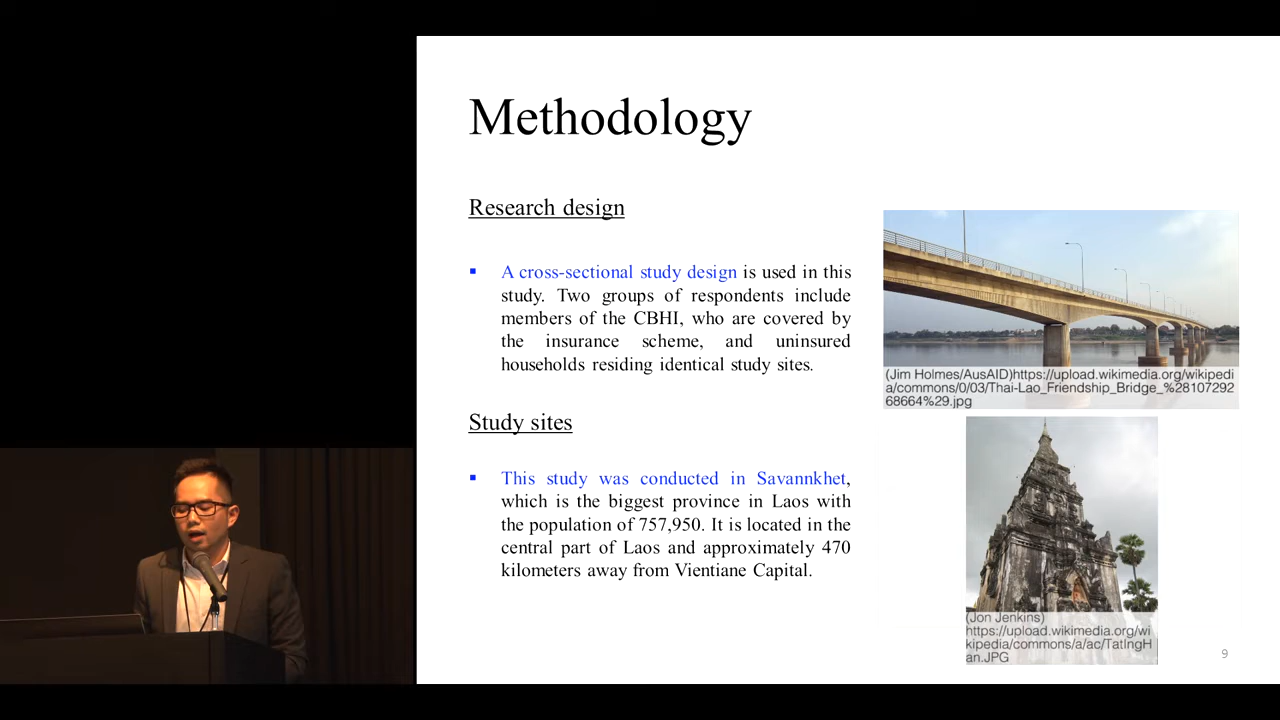 Methodology
Research design
▪ A cross-sectional study design is used in this
study. Two groups of respondents include
members of the CBHI, who are covered by
the insurance scheme, and uninsured
households residing identical study sites.
Study sites
▪ This study was conducted in Savannkhet,
which is the biggest province in Laos with
the population of 757,950. It is located in the
central part of Laos and approximately 470
kilometers away from Vientiane Capital.
(Jim Holmes/AusAID)https://upload.wikimedia.org/wikipedi
a/commons/0/03/Thai-Lao_Friendship_Bridge_%28107292
68664%29.jpg
(Jon Jenkins)
https://upload.wikimedia.org/wi
kipedia/commons/a/ac/TatIngH
an.JPG
9